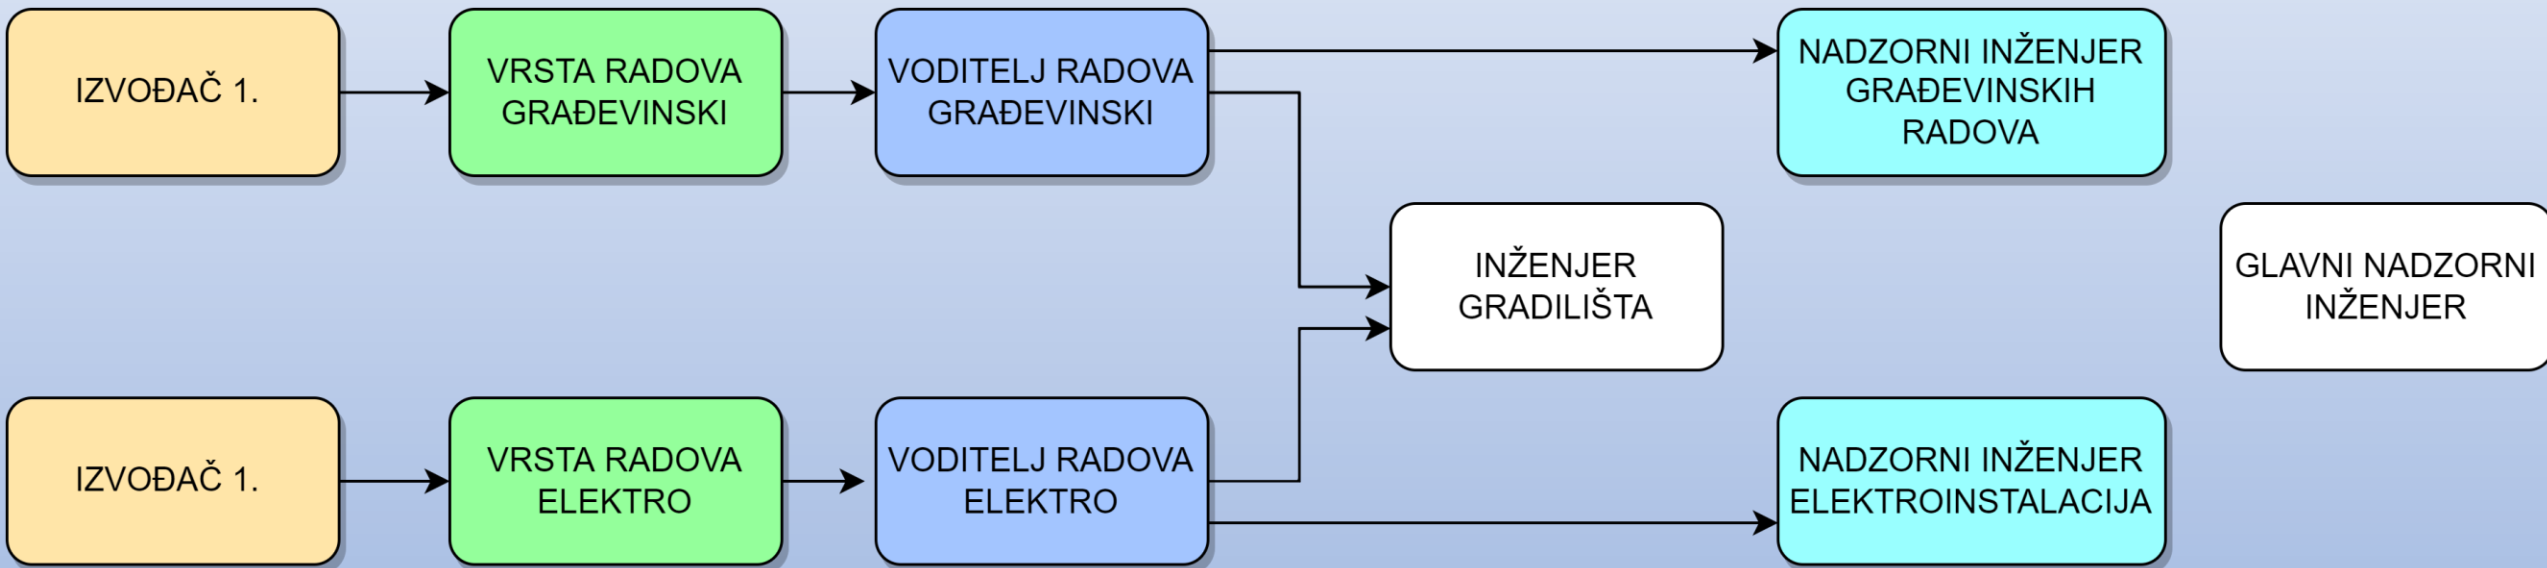 IZVOĐAČ 1.
VRSTA RADOVA
GRAĐEVINSKI
VODITELJ RADOVA
GRAĐEVINSKI
NADZORNI INŽENJER
GRAĐEVINSKIH
RADOVA
INŽENJER
GRADILIŠTA
GLAVNI NADZORNI
INŽENJER
IZVOĐAČ 1.
VRSTA RADOVA
ELEKTRO
VODITELJ RADOVA
ELEKTRO
NADZORNI INŽENJER
ELEKTROINSTALACIJA